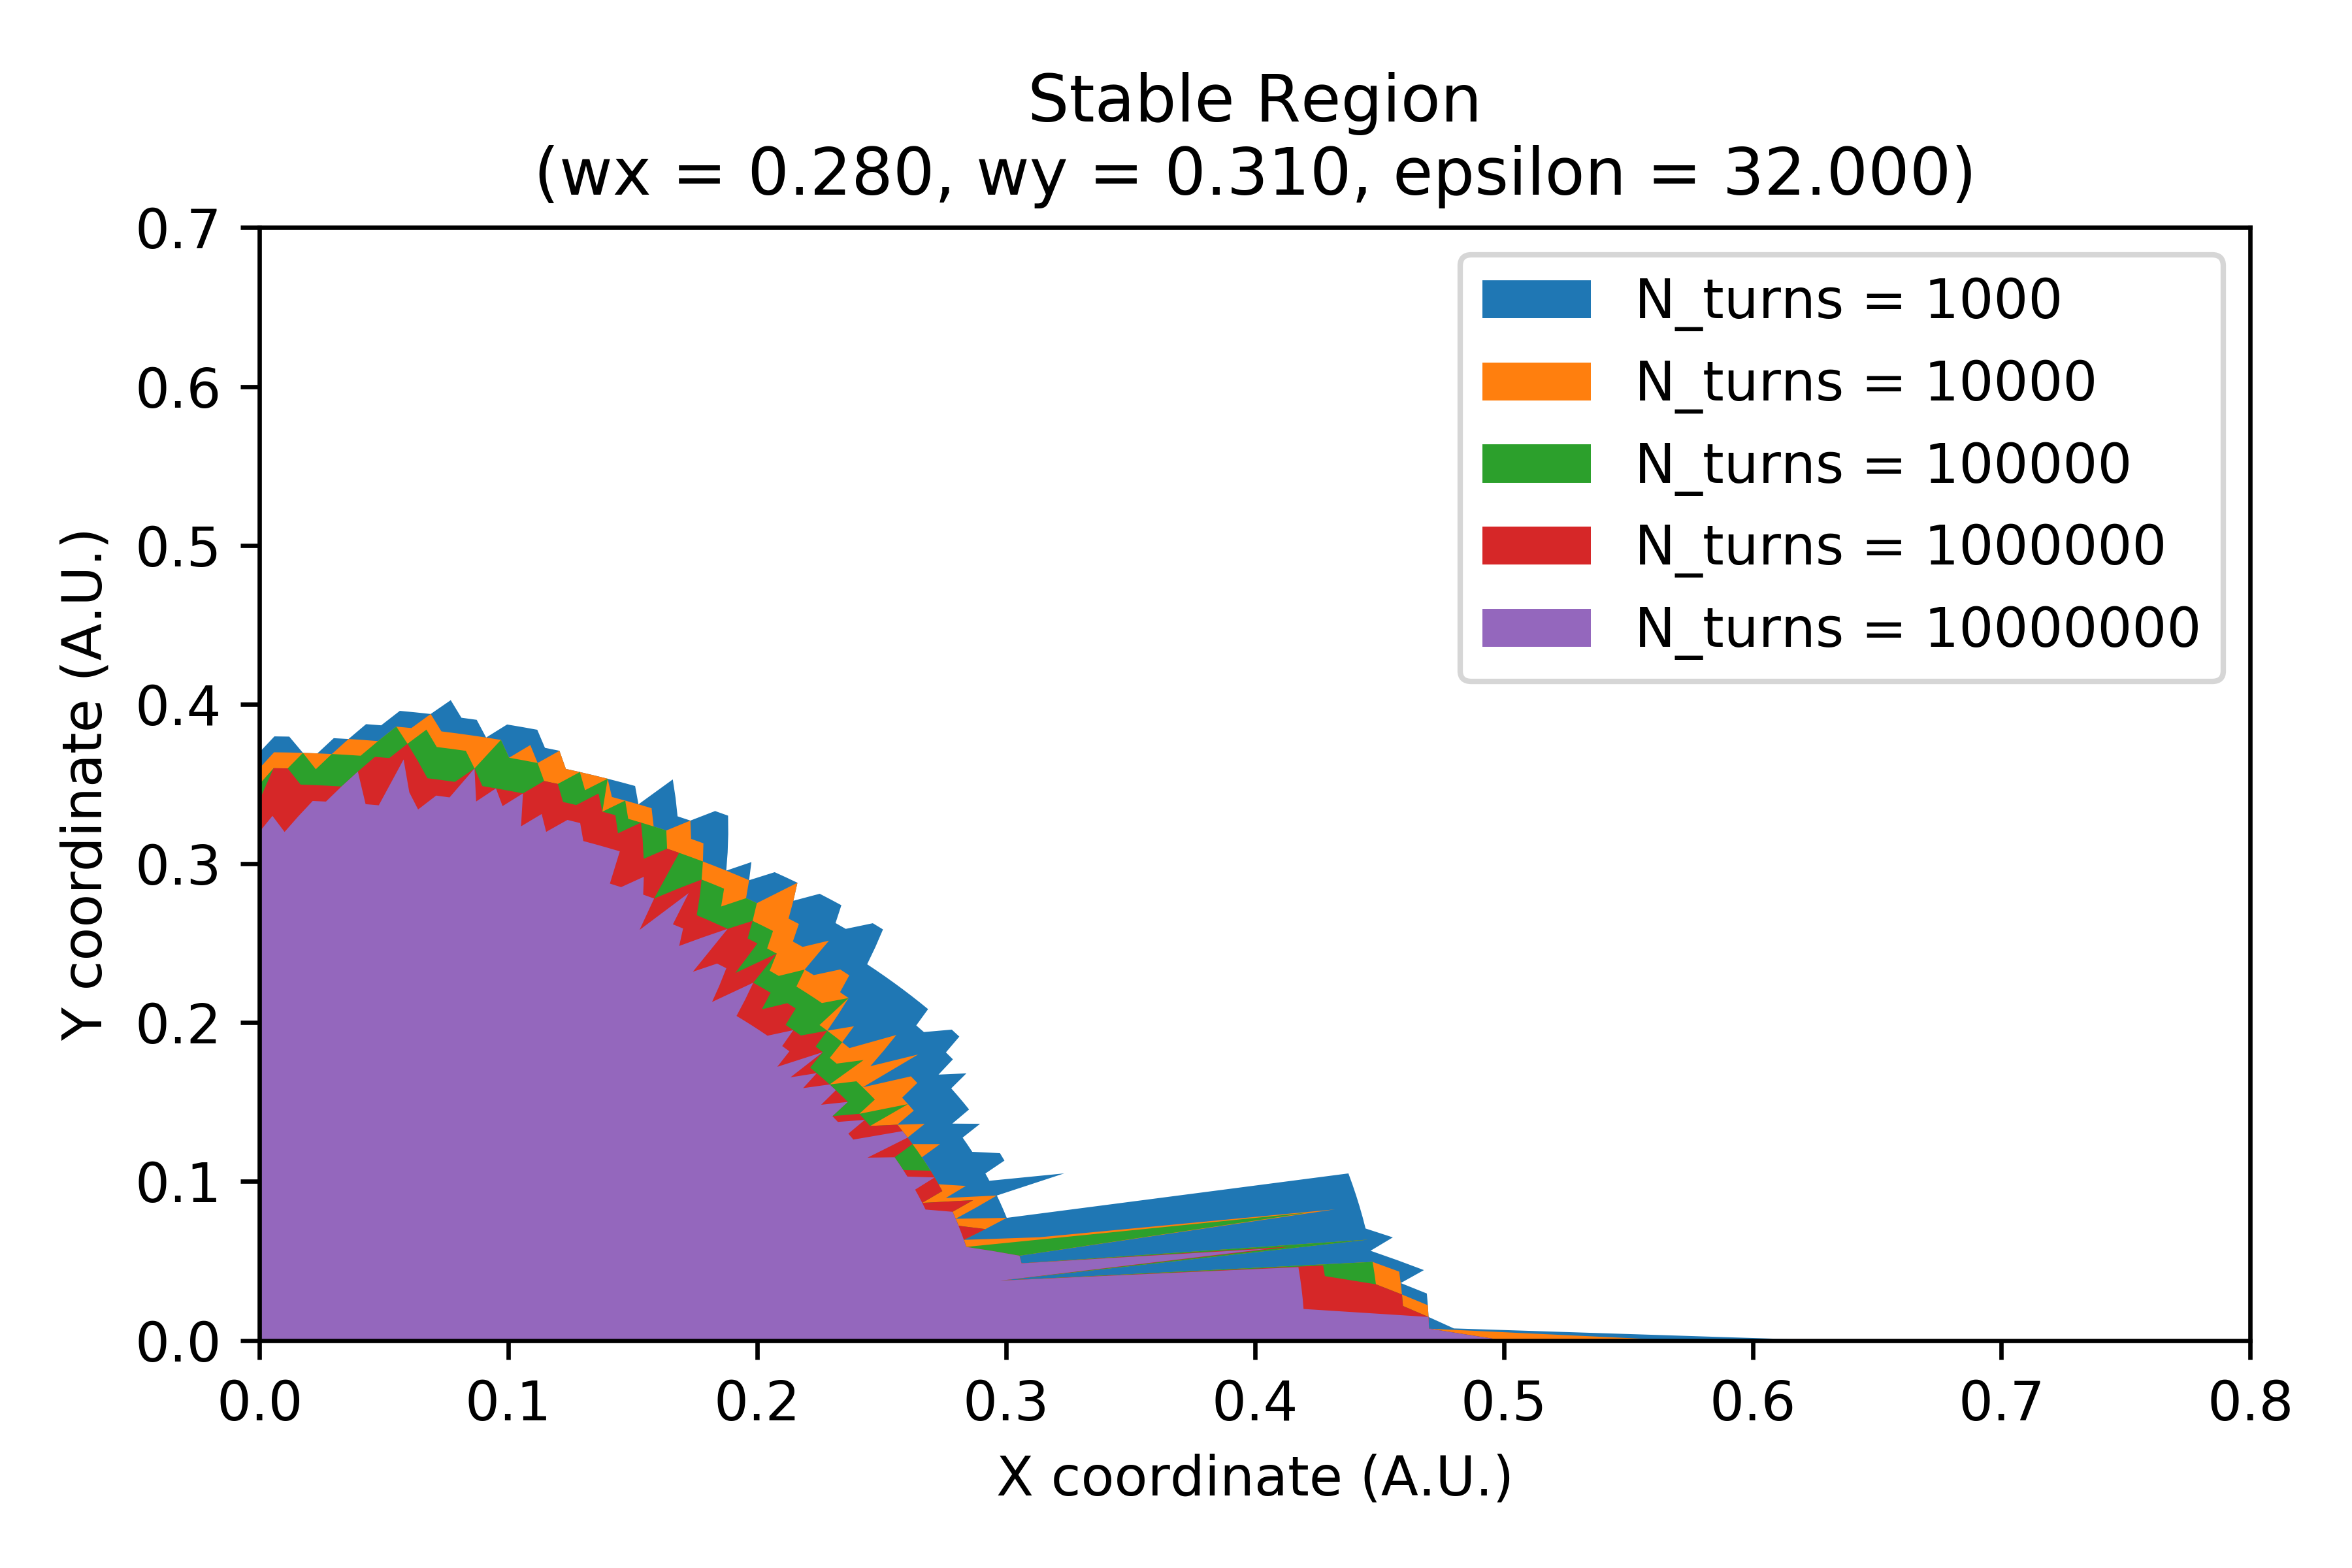 Stable Region
(wx = 0.280, wy = 0.310, epsilon = 32.000)
N_turns = 1000
N_turns = 10000
N_turns = 100000
N_turns = 1000000
N_turns = 10000000
Y coordinate (A.U.)
0.7
0.6
0.5
0.4
0.3
0.2
0.1
0.0
0.0 0.1 0.2 0.3 0.4 0.5 0.6 0.7 0.8
X coordinate (A.U.)